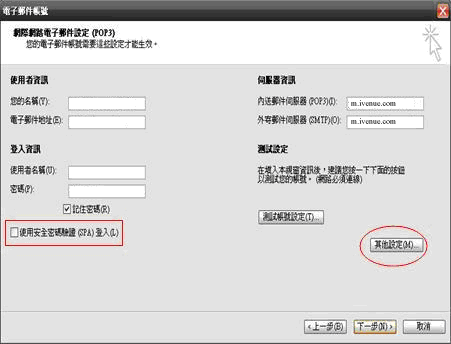 電子郵件帳號
網際網路電子郵件設定 (POP3)
您的電子郵件帳號需要這些設定才能生效。
使用者資訊
您的名稱(Y):
電子郵件地址(E):
登入資訊
使用者名稱(U):
密碼(P):
記住密碼(R)
使用安全密碼驗證 (SPA) 登入(L)
伺服器資訊
內送郵件伺服器 (POP3)(I):
m.ivenue.com
外寄郵件伺服器 (SMTP)(O):
m.ivenue.com
測試設定
在填入本視窗資訊後，建議您按一下下面的按鈕
以測試您的帳號。(網路必須連線)
測試帳號設定(T)...
其他設定(M)...
<上一步(B)
下一步(N)>
取消